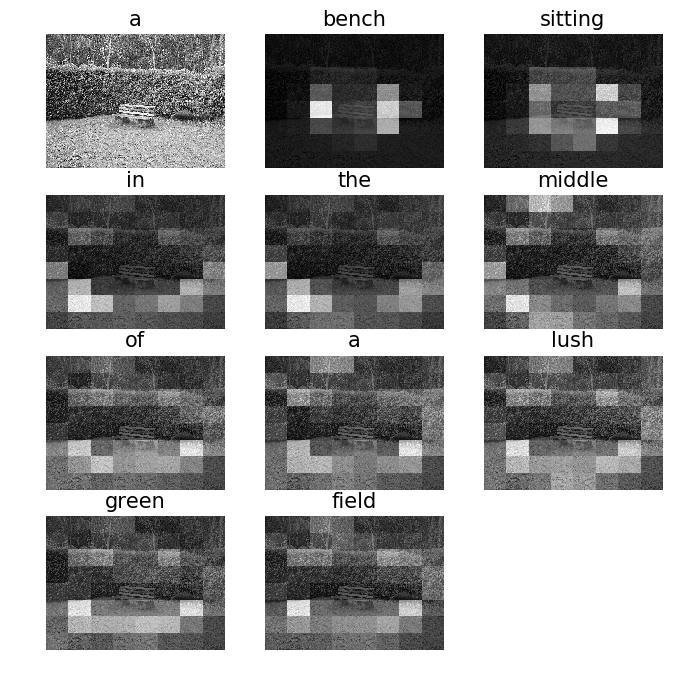 a bench sitting
in the middle
of a lush
green field